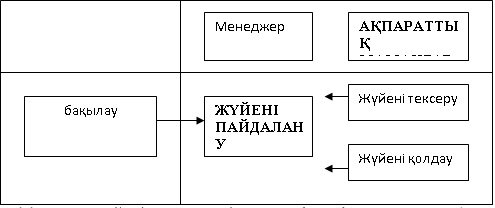 Менеджер
АҚПАРАТТЫ
Қ
бақылау
ЖҮЙЕНІ
ПАЙДАЛАН
У
Жүйені тексеру
Жүйені қолдау